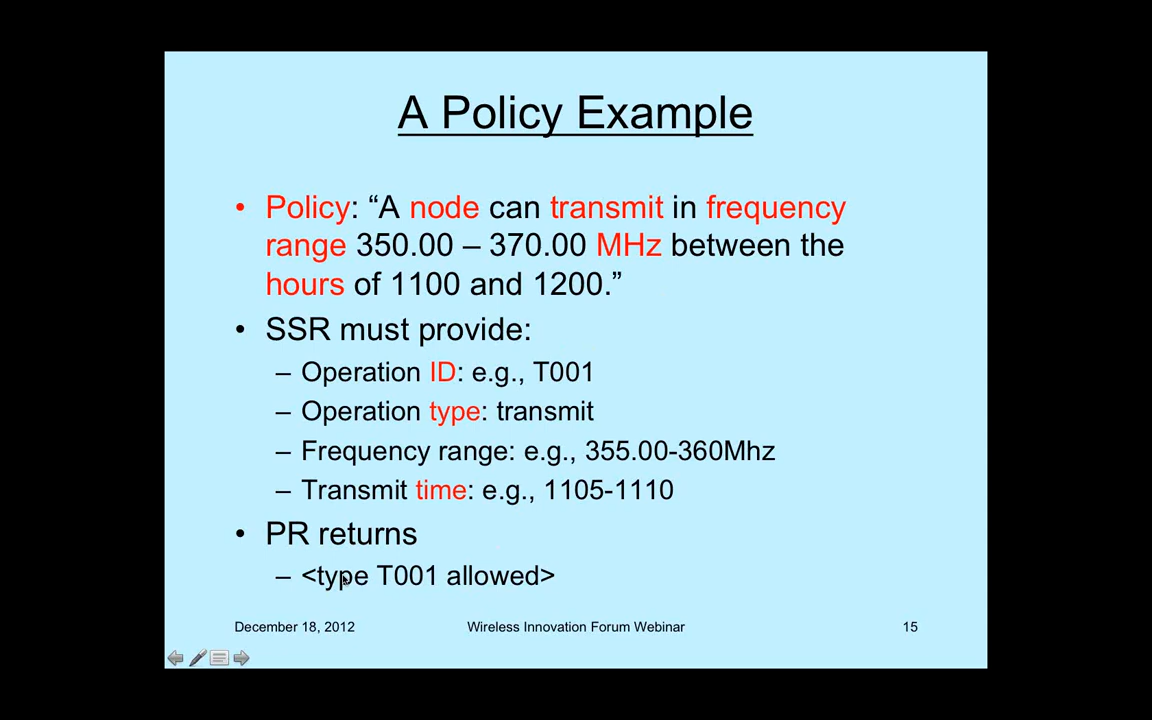 A Policy Example
• Policy: “A node can transmit in frequency
range 350.00 – 370.00 MHz between the
hours of 1100 and 1200.”
• SSR must provide:
– Operation ID: e.g., T001
– Operation type: transmit
– Frequency range: e.g., 355.00-360Mhz
– Transmit time: e.g., 1105-1110
• PR returns
– <type T001 allowed>
December 18, 2012 Wireless Innovation Forum Webinar 15